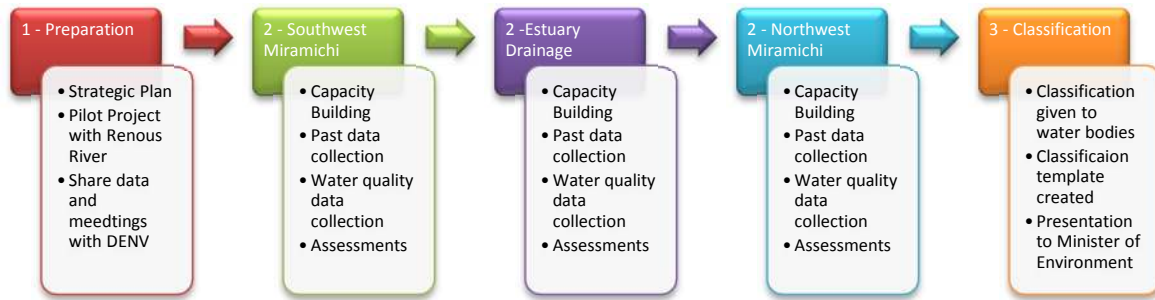 1 - Preparation
• Strategic Plan
• Pilot Project
with Renous
River
• Share data
and
meedtings
with DENV
2 - Southwest
Miramichi
• Capacity
Building
• Past data
collection
• Water quality
data
collection
• Assessments
2 -Estuary
Drainage
• Capacity
Building
• Past data
collection
• Water quality
data
collection
• Assessments
2 - Northwest
Miramichi
• Capacity
Building
• Past data
collection
• Water quality
data
collection
• Assessments
3 - Classification
• Classification
given to
water bodies
• Classificaion
template
created
• Presentation
to Minister of
Environment